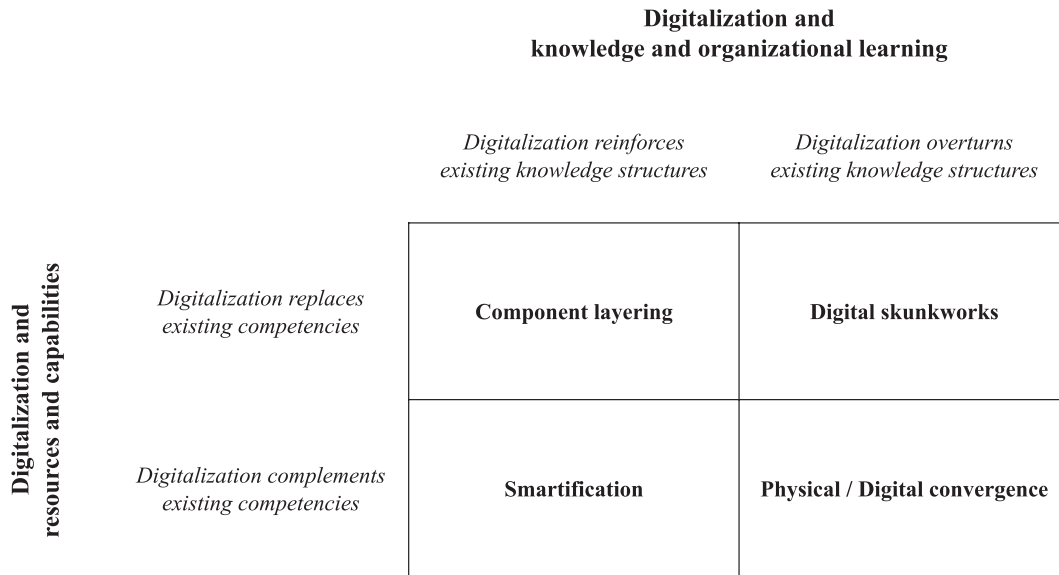 Digitalization and
knowledge and organizational learning
Digitalization reinforces
existing knowledge structures
Digitalization overturns
existing knowledge structures
Digitalization and
resources and capabilities
Digitalization replaces
existing competencies
Component layering
Digital skunkworks
Digitalization complements
existing competencies
Smartification
Physical / Digital convergence